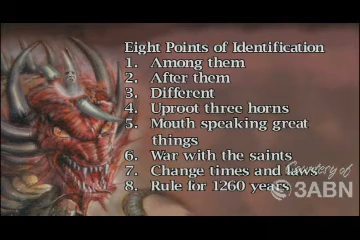 Eight Points of Identification
1. Among them
2. After them
3. Different
4. Uproot three horns
5. Mouth speaking great
things
6. War with the saints
7. Change times and laws
8. Rule for 1260 years
Courtesy of
3ABN